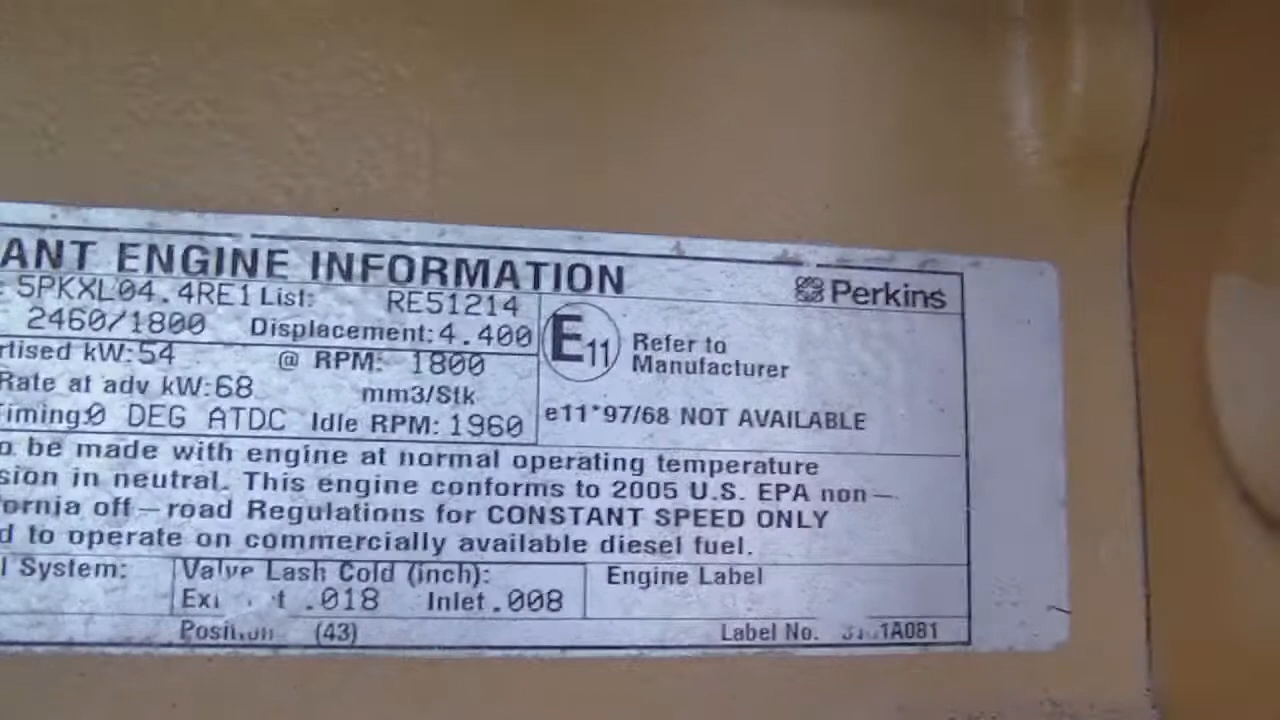 ANT ENGINE INFORMATION
Perkins
: 5PKXL04.4RE1 List: RE51214
2460/1800 Displacement: 4.400
E11 Refer to
Manufacturer
rtised kW: 54 @ RPM: 1800
Rate at adv kW: 68 mm3/Stk
Timing: 0 DEG ATDC Idle RPM: 1960
e11*97/68 NOT AVAILABLE
o be made with engine at normal operating temperature
sion in neutral. This engine conforms to 2005 U.S. EPA non-
ornia off-road Regulations for CONSTANT SPEED ONLY
d to operate on commercially available diesel fuel.
l System: Valve Lash Cold (inch): Engine Label
.018 Inlet .008
Position (43) Label No. 1A081